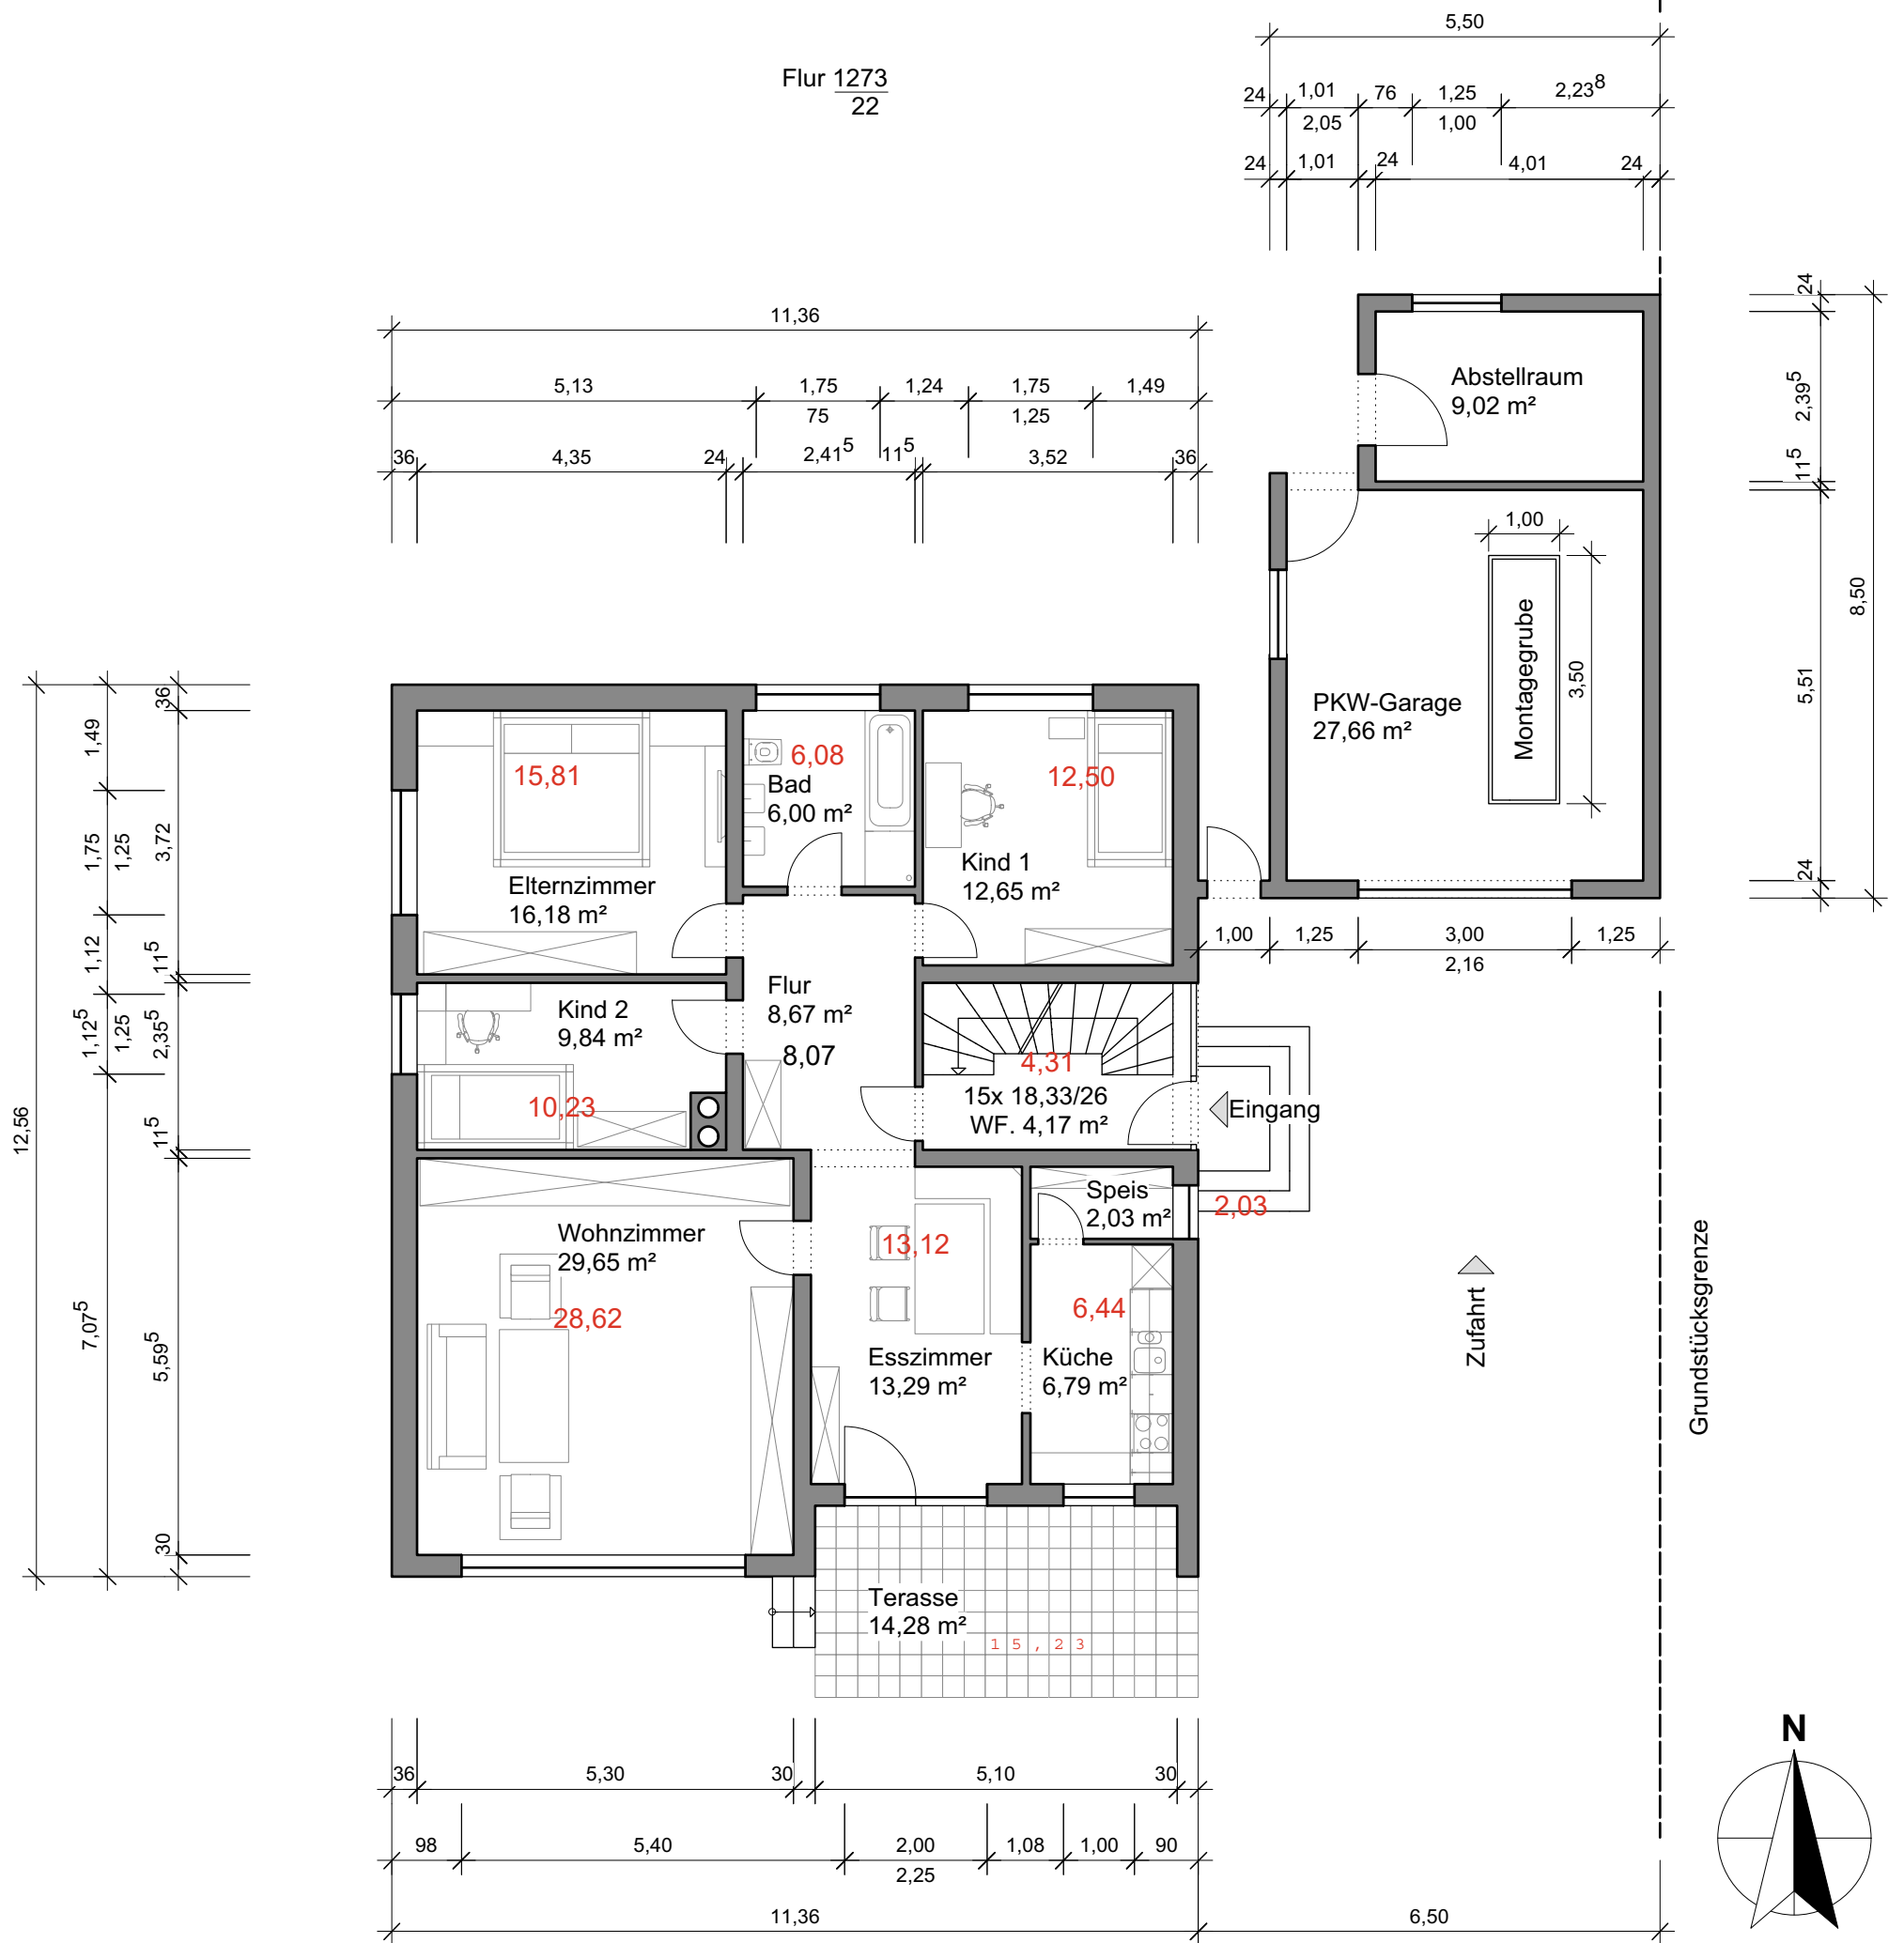 5,50
Flur 1273
22
24 1,01 76 1,25 2,23⁸
2,05 1,00
24 1,01 24 4,01 24
11,36
5,13 1,75 1,24 1,75 1,49
75 1,25
36 4,35 24 2,41⁵ 11⁵ 3,52 36
24
2,39⁵
11⁵
5,51
24
8,50
Abstellraum
9,02 m²
1,00
Montagegrube
3,50
PKW-Garage
27,66 m²
1,00 1,25 3,00 1,25
2,16
12,56
1,49
1,75
1,25
1,12
1,12⁵
1,25
7,07⁵
36
3,72
11⁵
2,35⁵
11⁵
5,59⁵
30
15,81
Elternzimmer
16,18 m²
6,08
Bad
6,00 m²
12,50
Kind 1
12,65 m²
Kind 2
9,84 m²
10,23
Flur
8,67 m²
8,07
4,31
15x 18,33/26
WF. 4,17 m²
Eingang
Speis
2,03 m²
2,03
Wohnzimmer
29,65 m²
28,62
13,12
Esszimmer
13,29 m²
6,44
Küche
6,79 m²
Zufahrt
Grundstücksgrenze
Terasse
14,28 m²
15,23
N
36 5,30 30 5,10 30
98 5,40 2,00 1,08 1,00 90
2,25
11,36 6,50